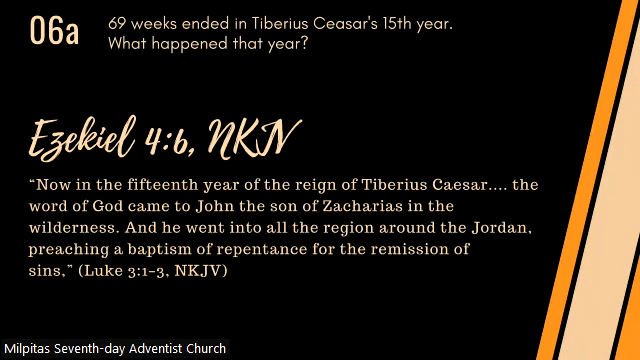 06a
69 weeks ended in Tiberius Ceasar's 15th year.
What happened that year?
Ezekiel 4:6, NKJV
“Now in the fifteenth year of the reign of Tiberius Caesar.... the
word of God came to John the son of Zacharias in the
wilderness. And he went into all the region around the Jordan,
preaching a baptism of repentance for the remission of
sins,” (Luke 3:1-3, NKJV)
Milpitas Seventh-day Adventist Church